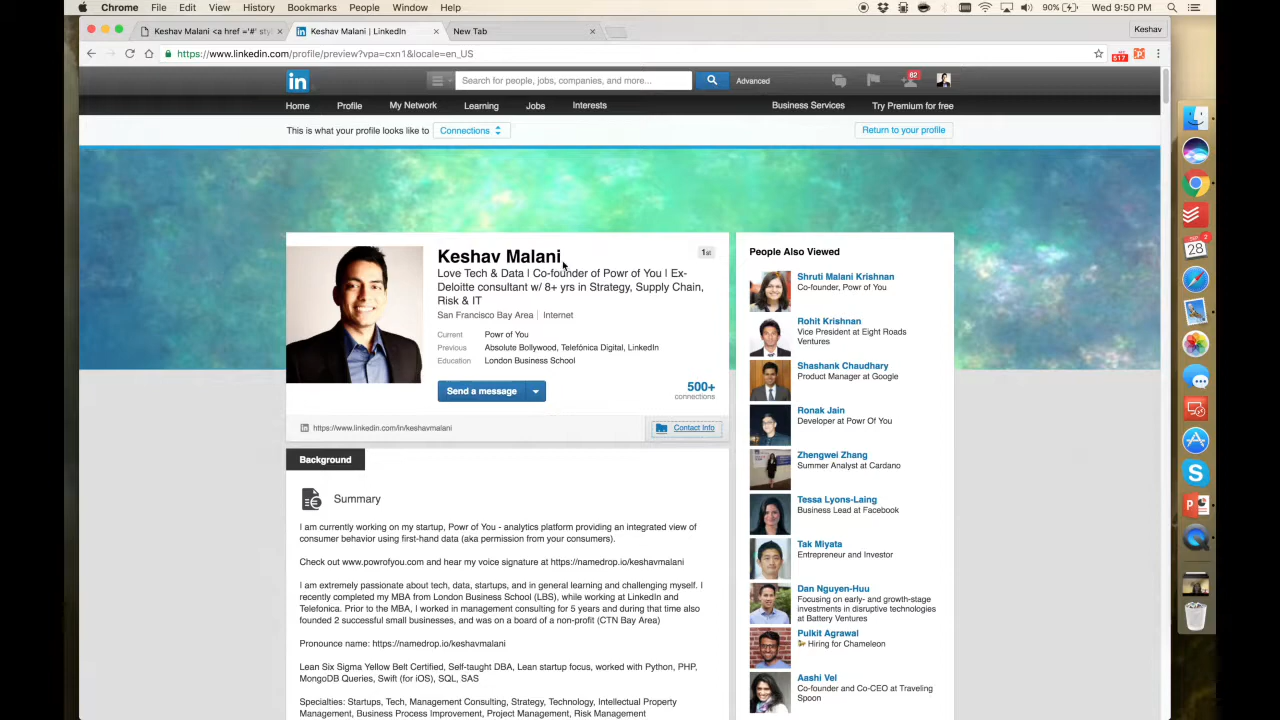 Chrome File Edit View History Bookmarks People Window Help
90% Wed 9:50 PM
Keshav Malani <a href ='#' sty
Keshav Malani | LinkedIn
New Tab
Keshav
https://www.linkedin.com/profile/preview?vpa=cxn1&locale=en_US
517
in
Search for people, jobs, companies, and more...
Advanced
82
Home Profile My Network Learning Jobs Interests
Business Services Try Premium for free
This is what your profile looks like to Connections
Return to your profile
Keshav Malani
1st
Love Tech & Data | Co-founder of Powr of You | Ex-
Deloitte consultant w/ 8+ yrs in Strategy, Supply Chain,
Risk & IT
San Francisco Bay Area Internet
Current Powr of You
Previous Absolute Bollywood, Telefónica Digital, LinkedIn
Education London Business School
Send a message
500+
connections
in https://www.linkedin.com/in/keshavmalani
Contact Info
Background
Summary
I am currently working on my startup, Powr of You - analytics platform providing an integrated view of
consumer behavior using first-hand data (aka permission from your consumers).
Check out www.powrofyou.com and hear my voice signature at https://namedrop.io/keshavmalani
I am extremely passionate about tech, data, startups, and in general learning and challenging myself. I
recently completed my MBA from London Business School (LBS), while working at LinkedIn and
Telefonica. Prior to the MBA, I worked in management consulting for 5 years and during that time also
founded 2 successful small businesses, and was on a board of a non-profit (CTN Bay Area)
Pronounce name: https://namedrop.io/keshavmalani
Lean Six Sigma Yellow Belt Certified, Self-taught DBA, Lean startup focus, worked with Python, PHP,
MongoDB Queries, Swift (for iOS), SQL, SAS
Specialties: Startups, Tech, Management Consulting, Strategy, Technology, Intellectual Property
Management, Business Process Improvement, Project Management, Risk Management
People Also Viewed
Shruti Malani Krishnan
Co-founder, Powr of You
Rohit Krishnan
Vice President at Eight Roads
Ventures
Shashank Chaudhary
Product Manager at Google
Ronak Jain
Developer at Powr Of You
Zhengwei Zhang
Summer Analyst at Cardano
Tessa Lyons-Laing
Business Lead at Facebook
Tak Miyata
Entrepreneur and Investor
Dan Nguyen-Huu
Focusing on early- and growth-stage
investments in disruptive technologies
at Battery Ventures
Pulkit Agrawal
Hiring for Chameleon
Aashi Vel
Co-founder and Co-CEO at Traveling
Spoon
28
2
S